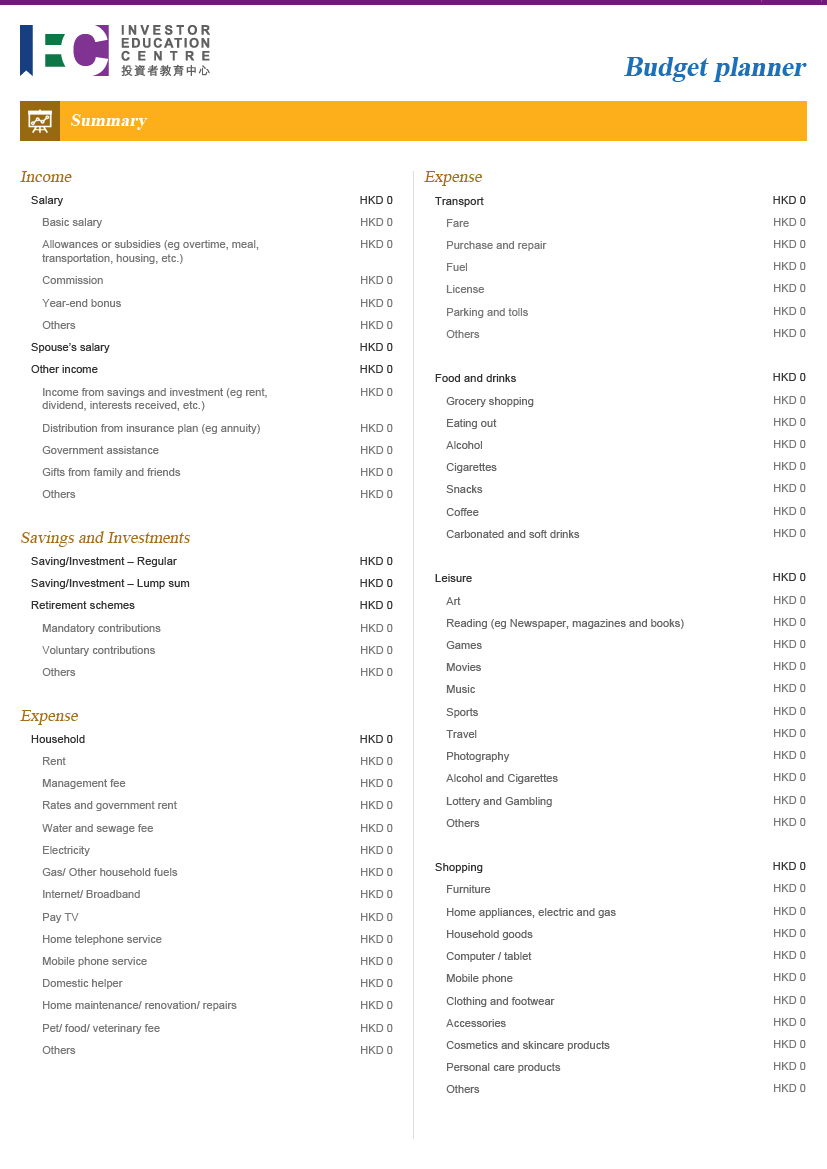 IEC
INVESTOR
EDUCATION
CENTRE
投資者教育中心
Budget planner
Summary
Income
Salary HKD 0
Basic salary HKD 0
Allowances or subsidies (eg overtime, meal, HKD 0
transportation, housing, etc.)
Commission HKD 0
Year-end bonus HKD 0
Others HKD 0
Spouse's salary HKD 0
Other income HKD 0
Income from savings and investment (eg rent, HKD 0
dividend, interests received, etc.)
Distribution from insurance plan (eg annuity) HKD 0
Government assistance HKD 0
Gifts from family and friends HKD 0
Others HKD 0
Savings and Investments
Saving/Investment – Regular HKD 0
Saving/Investment – Lump sum HKD 0
Retirement schemes HKD 0
Mandatory contributions HKD 0
Voluntary contributions HKD 0
Others HKD 0
Expense
Household HKD 0
Rent HKD 0
Management fee HKD 0
Rates and government rent HKD 0
Water and sewage fee HKD 0
Electricity HKD 0
Gas/ Other household fuels HKD 0
Internet/ Broadband HKD 0
Pay TV HKD 0
Home telephone service HKD 0
Mobile phone service HKD 0
Domestic helper HKD 0
Home maintenance/ renovation/ repairs HKD 0
Pet/ food/ veterinary fee HKD 0
Others HKD 0
Expense
Transport HKD 0
Fare HKD 0
Purchase and repair HKD 0
Fuel HKD 0
License HKD 0
Parking and tolls HKD 0
Others HKD 0
Food and drinks HKD 0
Grocery shopping HKD 0
Eating out HKD 0
Alcohol HKD 0
Cigarettes HKD 0
Snacks HKD 0
Coffee HKD 0
Carbonated and soft drinks HKD 0
Leisure HKD 0
Art HKD 0
Reading (eg Newspaper, magazines and books) HKD 0
Games HKD 0
Movies HKD 0
Music HKD 0
Sports HKD 0
Travel HKD 0
Photography HKD 0
Alcohol and Cigarettes HKD 0
Lottery and Gambling HKD 0
Others HKD 0
Shopping HKD 0
Furniture HKD 0
Home appliances, electric and gas HKD 0
Household goods HKD 0
Computer / tablet HKD 0
Mobile phone HKD 0
Clothing and footwear HKD 0
Accessories HKD 0
Cosmetics and skincare products HKD 0
Personal care products HKD 0
Others HKD 0